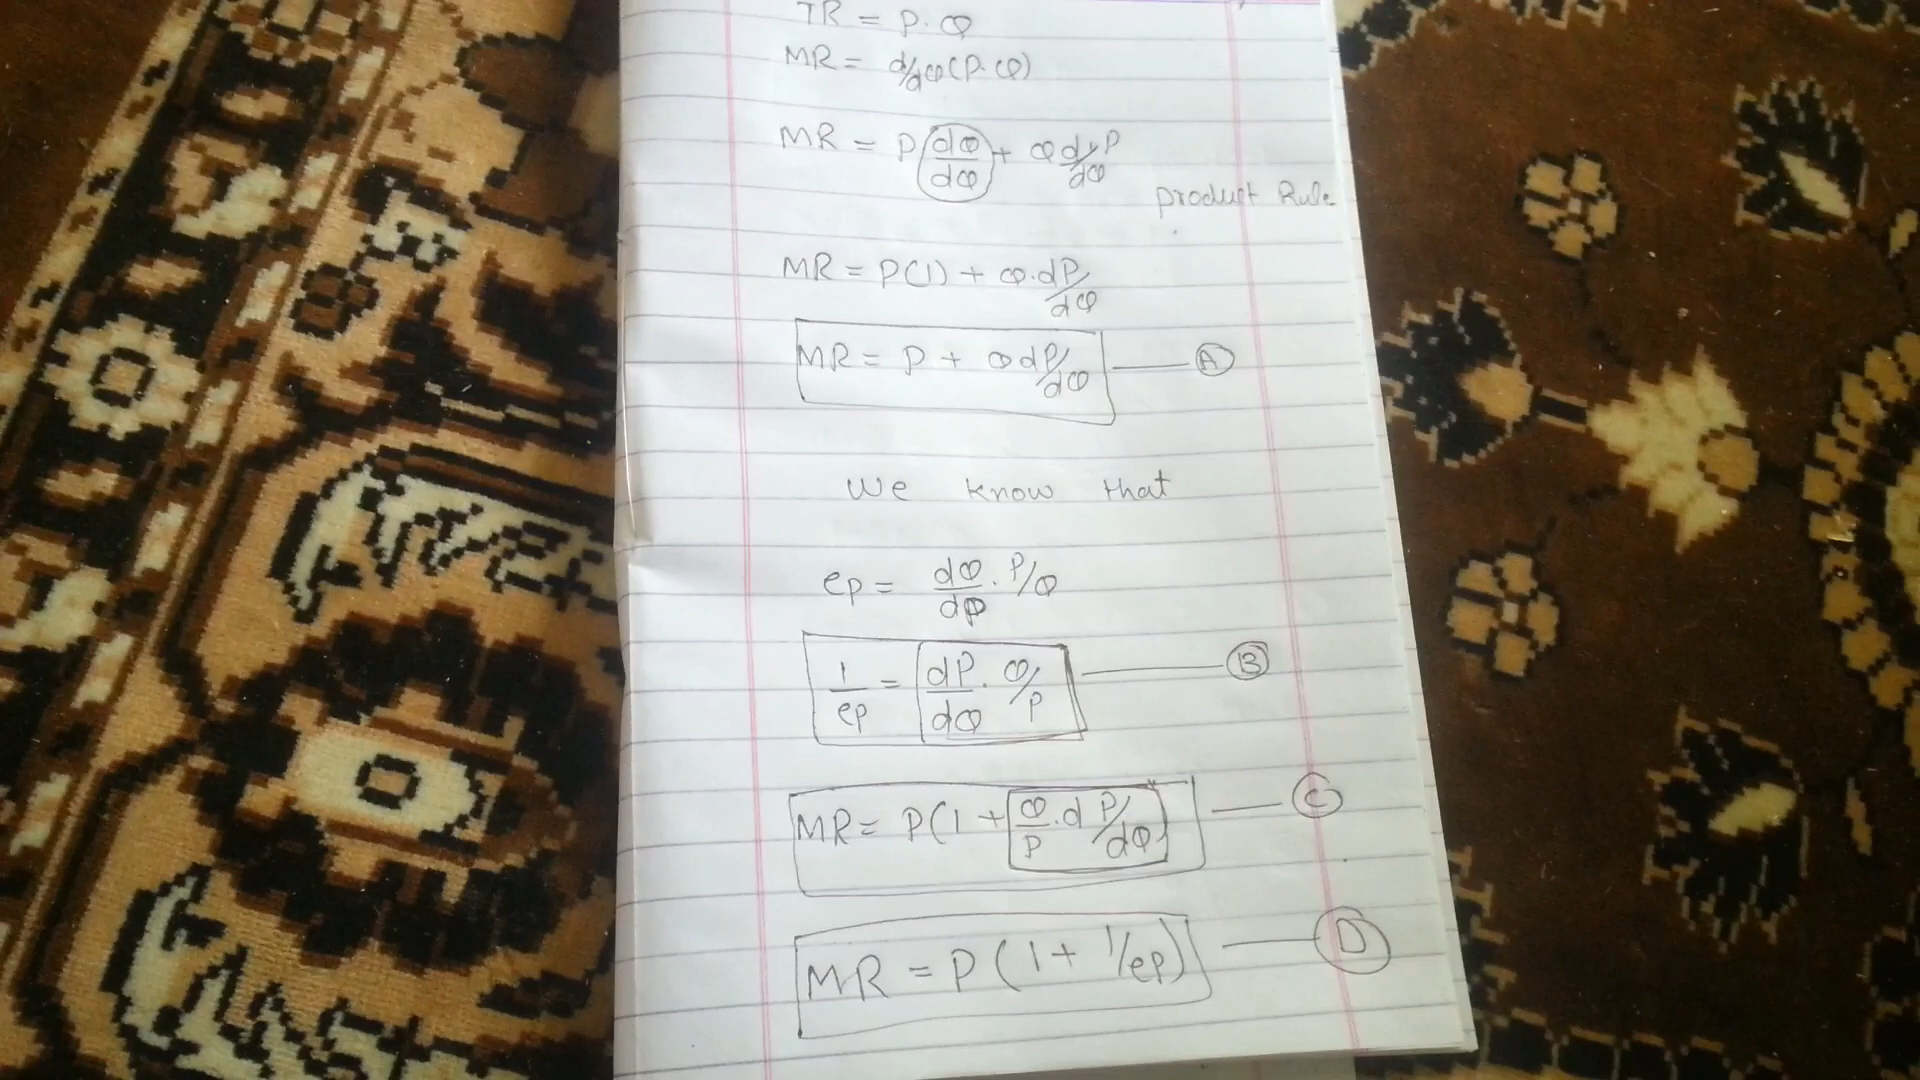 TR = P.Q
MR = d/dQ(P.Q)
MR = P(dQ/dQ) + Q dP/dQ
product Rule
MR = P(1) + Q.dP/dQ
MR = P + Q dP/dQ — A
We know that
ep = dQ/dP . P/Q
1/ep = dP/dQ . Q/P — B
MR = P(1 + Q/P . dP/dQ) — C
MR = P(1 + 1/ep) — D